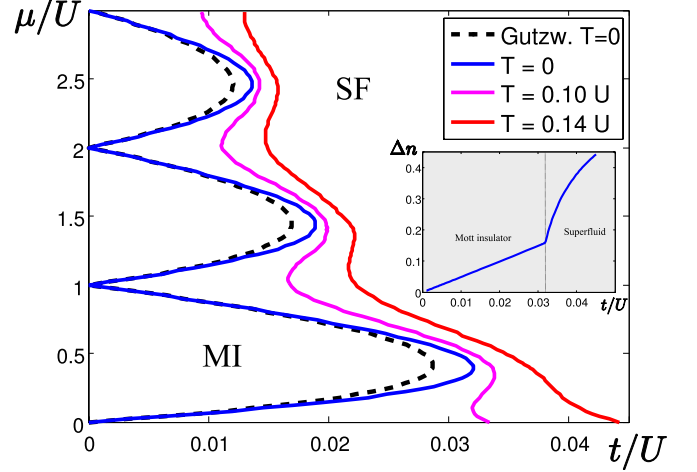 μ/U
SF
Gutzw. T=0
T = 0
T = 0.10 U
T = 0.14 U
2.5
2
1.5
1
0.5
0
MI
Δn
0.4
0.3
0.2
0.1
0
Mott insulator
Superfluid
0.01 0.02 0.03 0.04
t/U
0 0.01 0.02 0.03 0.04
t/U